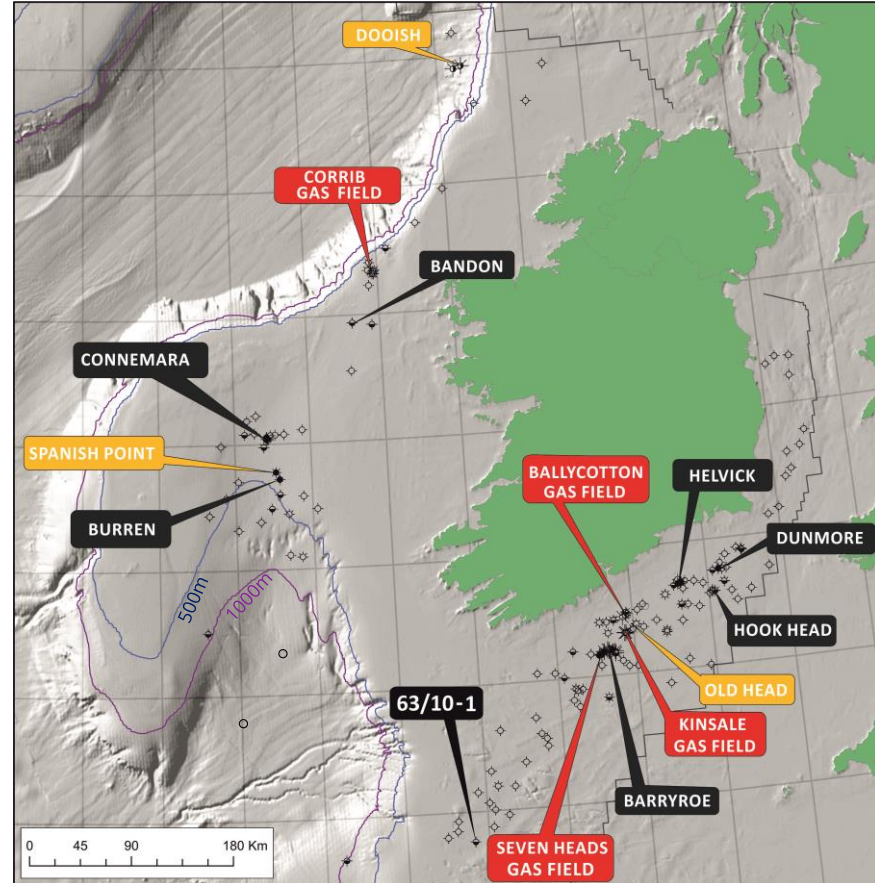 DOOISH
CORRIB
GAS FIELD
BANDON
CONNEMARA
SPANISH POINT
BURREN
500m
1000m
BALLYCOTTON
GAS FIELD
HELVICK
DUNMORE
HOOK HEAD
OLD HEAD
63/10-1
KINSALE
GAS FIELD
BARRYROE
SEVEN HEADS
GAS FIELD
0 45 90 180 Km